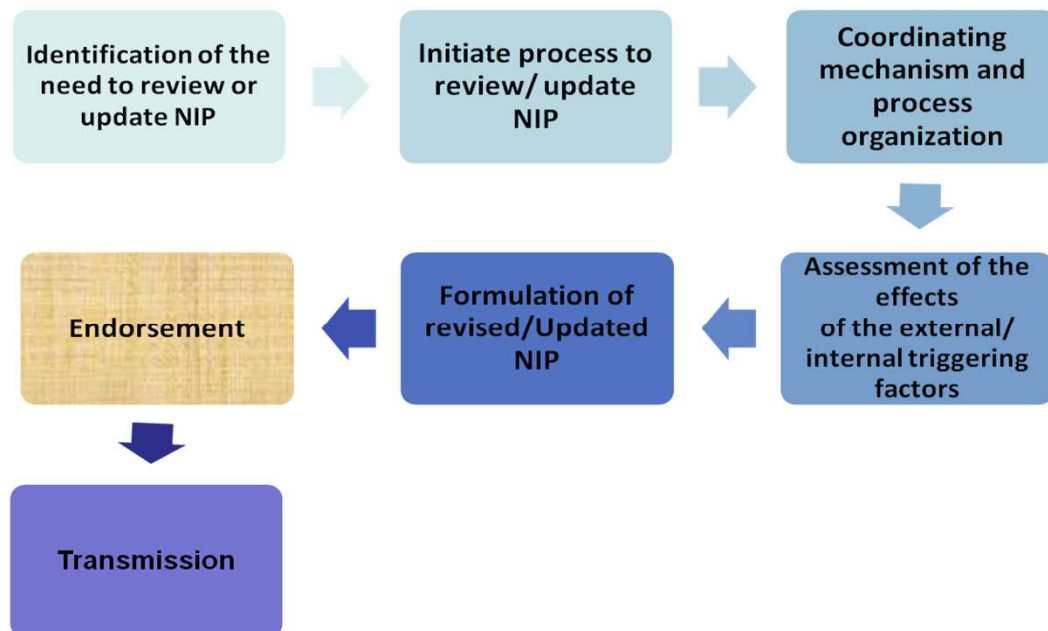 Identification of the
need to review or
update NIP
Initiate process to
review/ update
NIP
Coordinating
mechanism and
process
organization
Assessment of the
effects
of the external/
internal triggering
factors
Formulation of
revised/Updated
NIP
Endorsement
Transmission